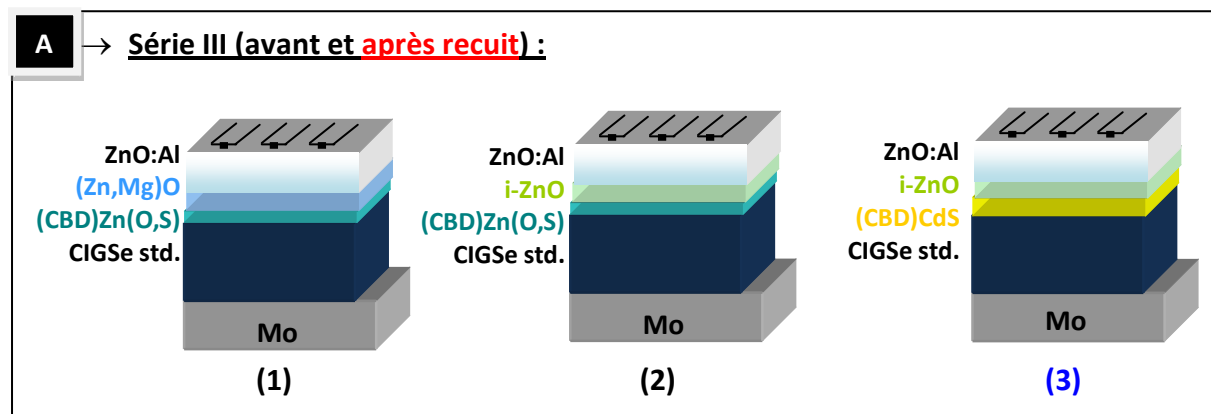 A → Série III (avant et après recuit) :
ZnO:Al
(Zn,Mg)O
(CBD)Zn(O,S)
CIGSe std.
Mo
(1)
ZnO:Al
i-ZnO
(CBD)Zn(O,S)
CIGSe std.
Mo
(2)
ZnO:Al
i-ZnO
(CBD)CdS
CIGSe std.
Mo
(3)